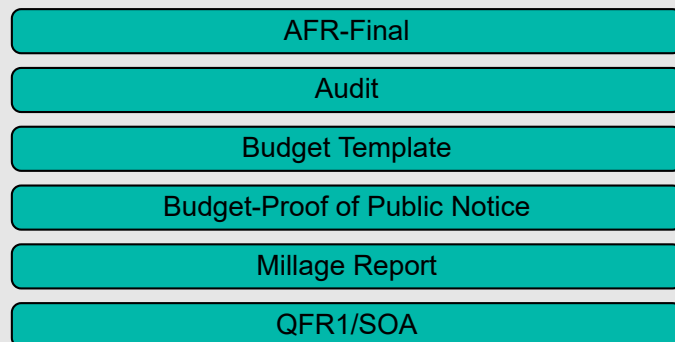 AFR-Final
Audit
Budget Template
Budget-Proof of Public Notice
Millage Report
QFR1/SOA